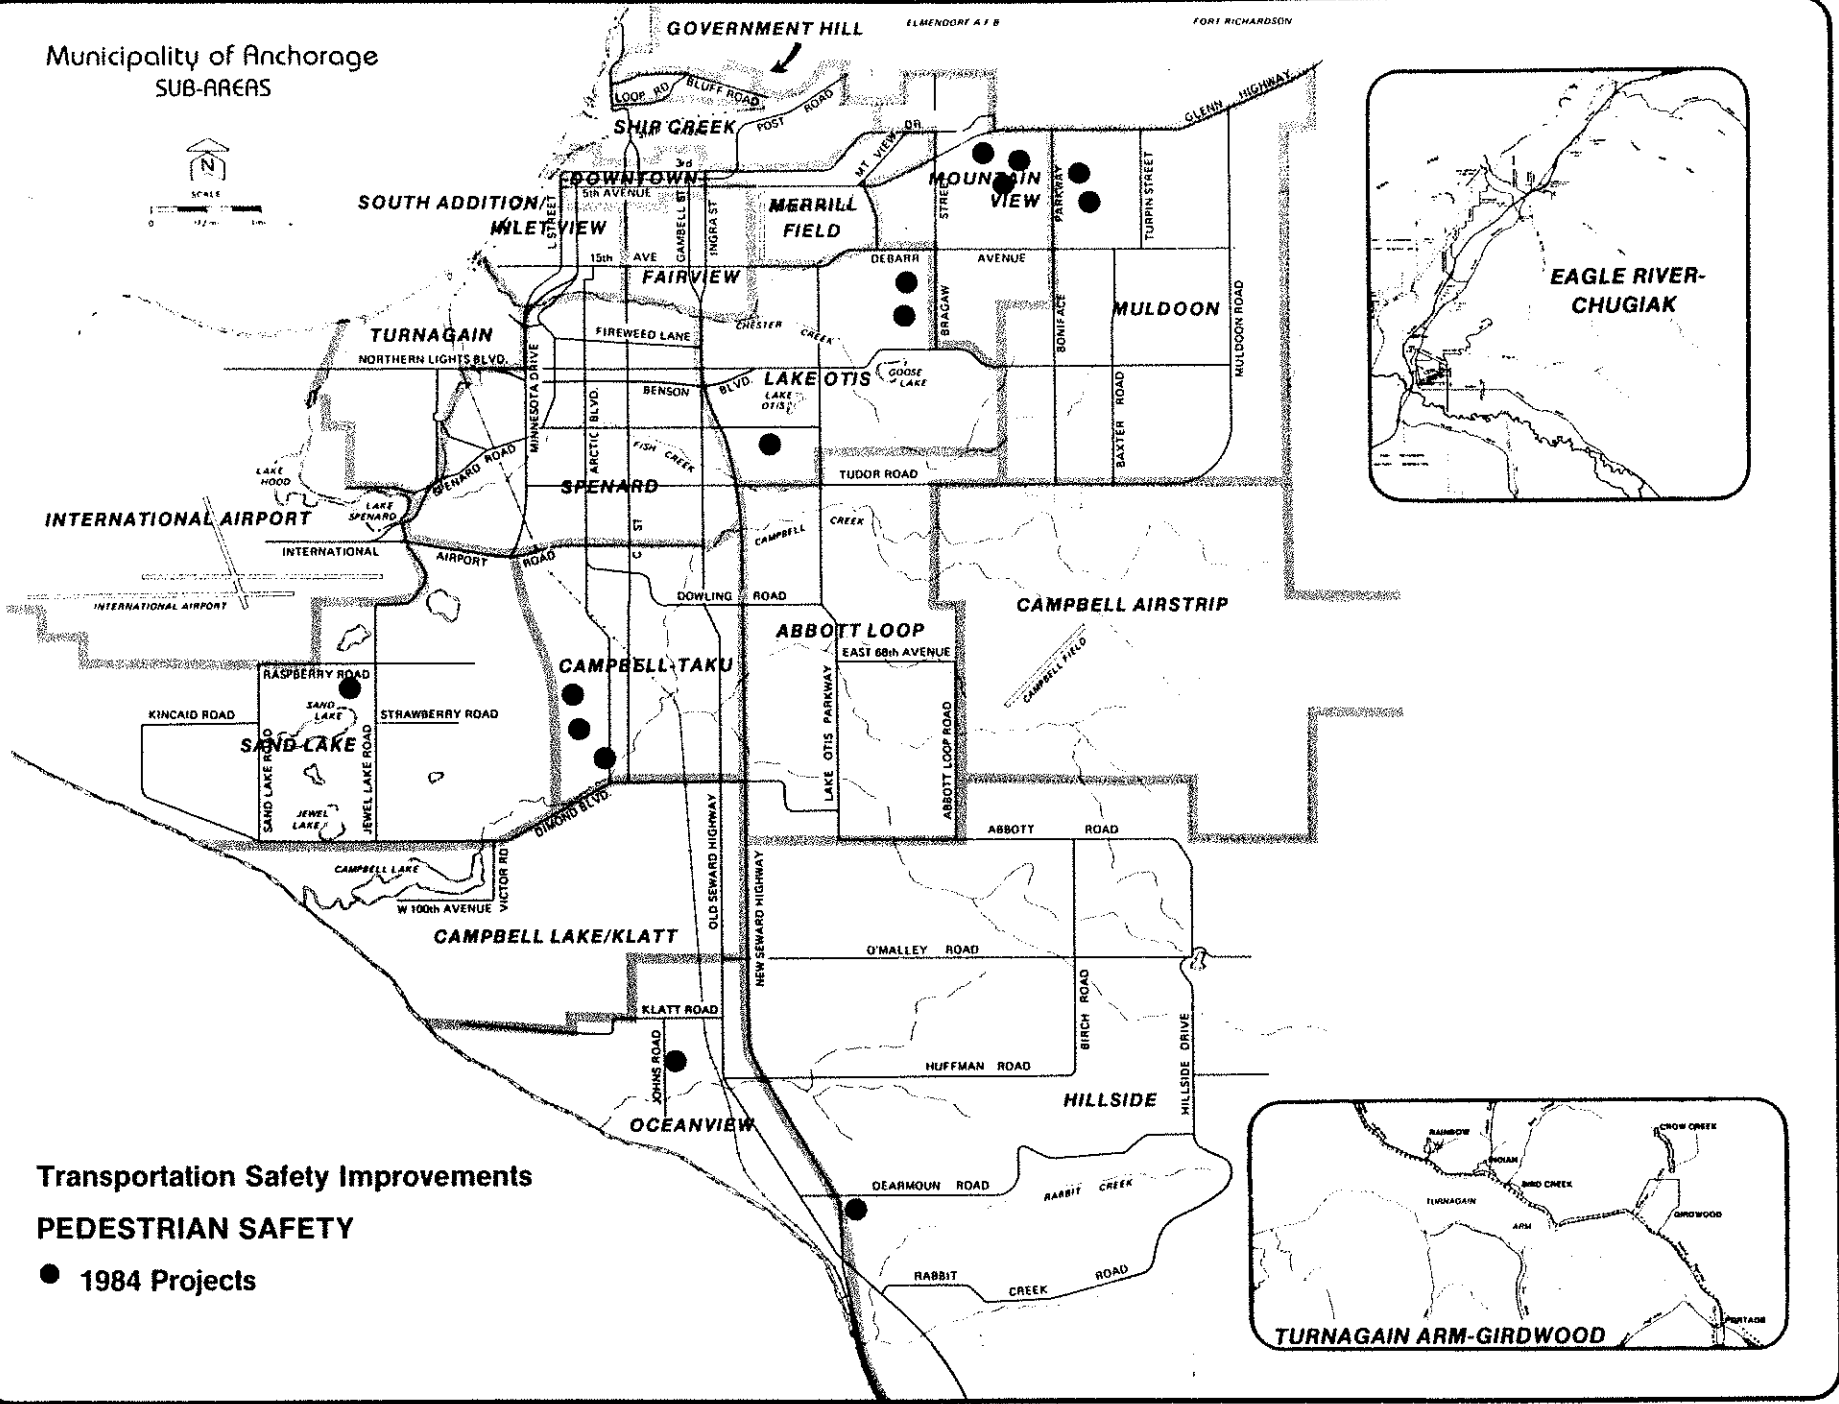 Municipality of Anchorage
SUB-AREAS
N
SCALE
0
1/2 mi
1 mi
GOVERNMENT HILL
ELMENDORF A F B
FORT RICHARDSON
LOOP RD
BLUFF ROAD
POST ROAD
GLENN HIGHWAY
SHIP CREEK
MT VIEW DR
3rd
DOWNTOWN
5th AVENUE
SOUTH ADDITION/
INLET VIEW
L STREET
GAMBELL ST
INGRA ST
MERRILL
FIELD
MOUNTAIN
VIEW
STREET
PARKWAY
TURPIN STREET
15th AVE
DEBARR AVENUE
FAIRVIEW
BRAGAW
BONIFACE
MULDOON
MULDOON ROAD
TURNAGAIN
FIREWEED LANE
CHESTER CREEK
NORTHERN LIGHTS BLVD.
MINNESOTA DRIVE
BENSON BLVD.
LAKE OTIS
LAKE
OTIS
GOOSE
LAKE
ARCTIC BLVD.
BAXTER ROAD
FISH CREEK
SPENARD ROAD
SPENARD
TUDOR ROAD
LAKE
HOOD
LAKE
SPENARD
INTERNATIONAL AIRPORT
INTERNATIONAL AIRPORT ROAD
C ST
CAMPBELL CREEK
INTERNATIONAL AIRPORT
DOWLING ROAD
CAMPBELL AIRSTRIP
ABBOTT LOOP
EAST 68th AVENUE
CAMPBELL FIELD
CAMPBELL-TAKU
RASPBERRY ROAD
SAND
LAKE
KINCAID ROAD
STRAWBERRY ROAD
SAND LAKE
SAND LAKE ROAD
JEWEL LAKE ROAD
JEWEL
LAKE
LAKE OTIS PARKWAY
ABBOTT LOOP ROAD
DIMOND BLVD.
OLD SEWARD HIGHWAY
NEW SEWARD HIGHWAY
ABBOTT ROAD
CAMPBELL LAKE
VICTOR RD
W 100th AVENUE
CAMPBELL LAKE/KLATT
O'MALLEY ROAD
BIRCH ROAD
KLATT ROAD
JOHNS ROAD
HUFFMAN ROAD
HILLSIDE DRIVE
HILLSIDE
OCEANVIEW
DEARMOUN ROAD
RABBIT CREEK
RABBIT CREEK ROAD
EAGLE RIVER-
CHUGIAK
RAINBOW
INDIAN
BIRD CREEK
CROW CREEK
TURNAGAIN
ARM
GIRDWOOD
PORTAGE
TURNAGAIN ARM-GIRDWOOD
Transportation Safety Improvements
PEDESTRIAN SAFETY
1984 Projects